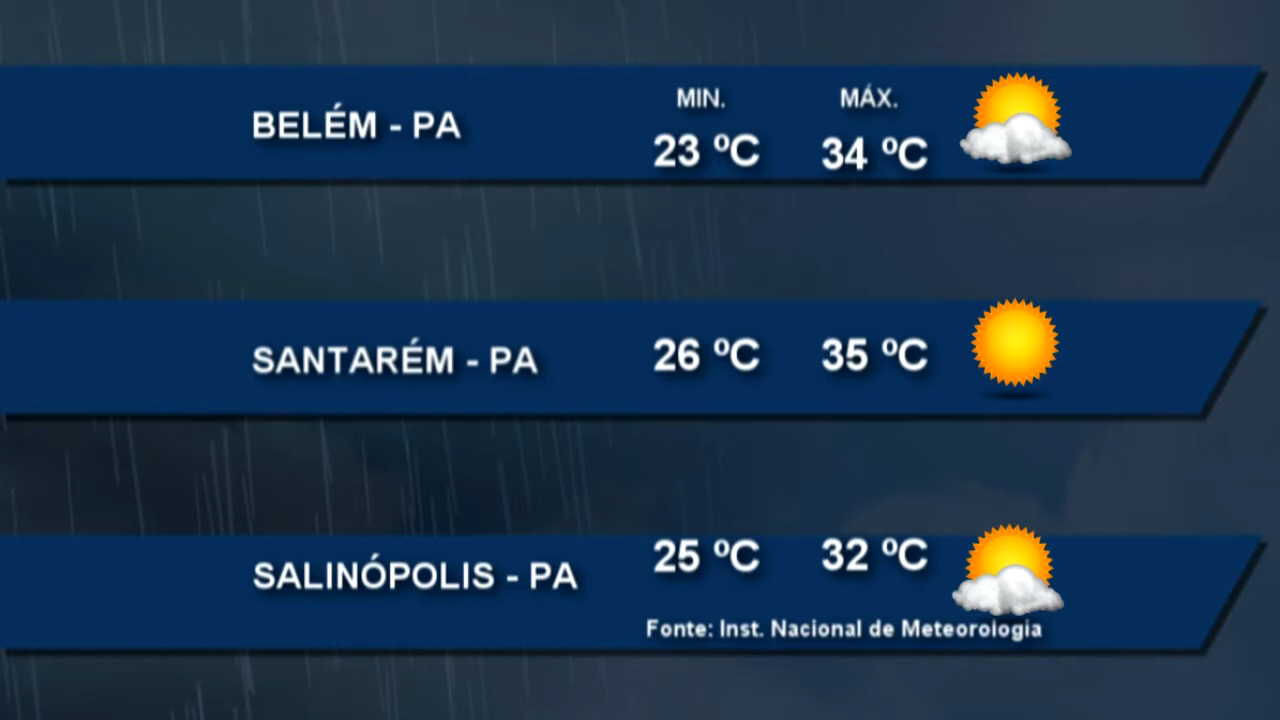 BELÉM - PA
MIN.
MÁX.
23 ºC
34 ºC
SANTARÉM - PA
26 ºC
35 ºC
SALINÓPOLIS - PA
25 ºC
32 ºC
Fonte: Inst. Nacional de Meteorologia